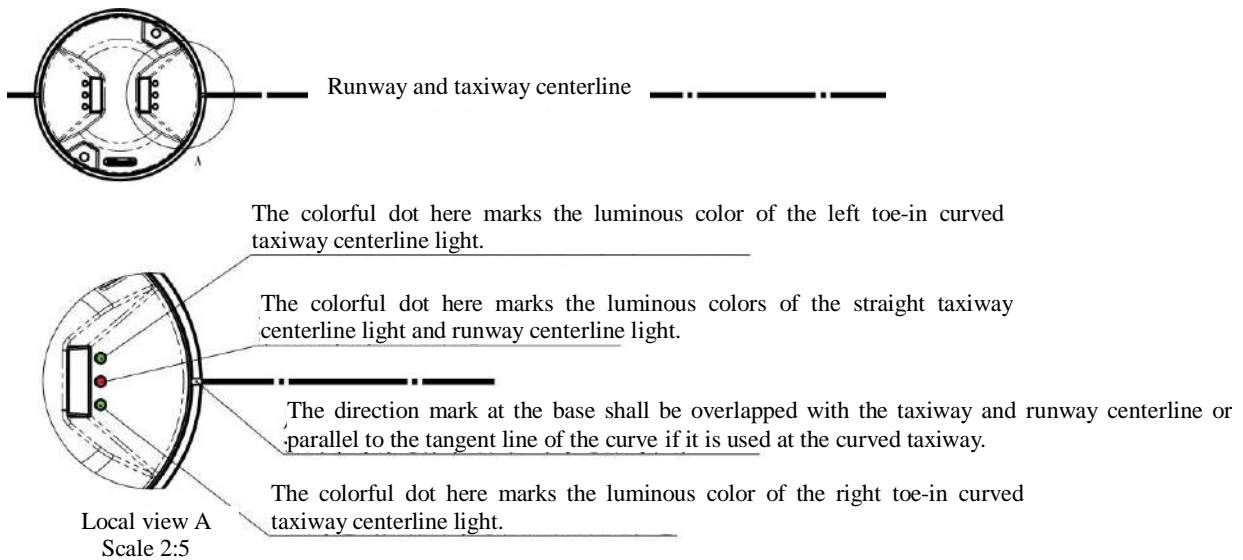 Runway and taxiway centerline
A
The colorful dot here marks the luminous color of the left toe-in curved
taxiway centerline light.
The colorful dot here marks the luminous colors of the straight taxiway
centerline light and runway centerline light.
The direction mark at the base shall be overlapped with the taxiway and runway centerline or
parallel to the tangent line of the curve if it is used at the curved taxiway.
The colorful dot here marks the luminous color of the right toe-in curved
taxiway centerline light.
Local view A
Scale 2:5